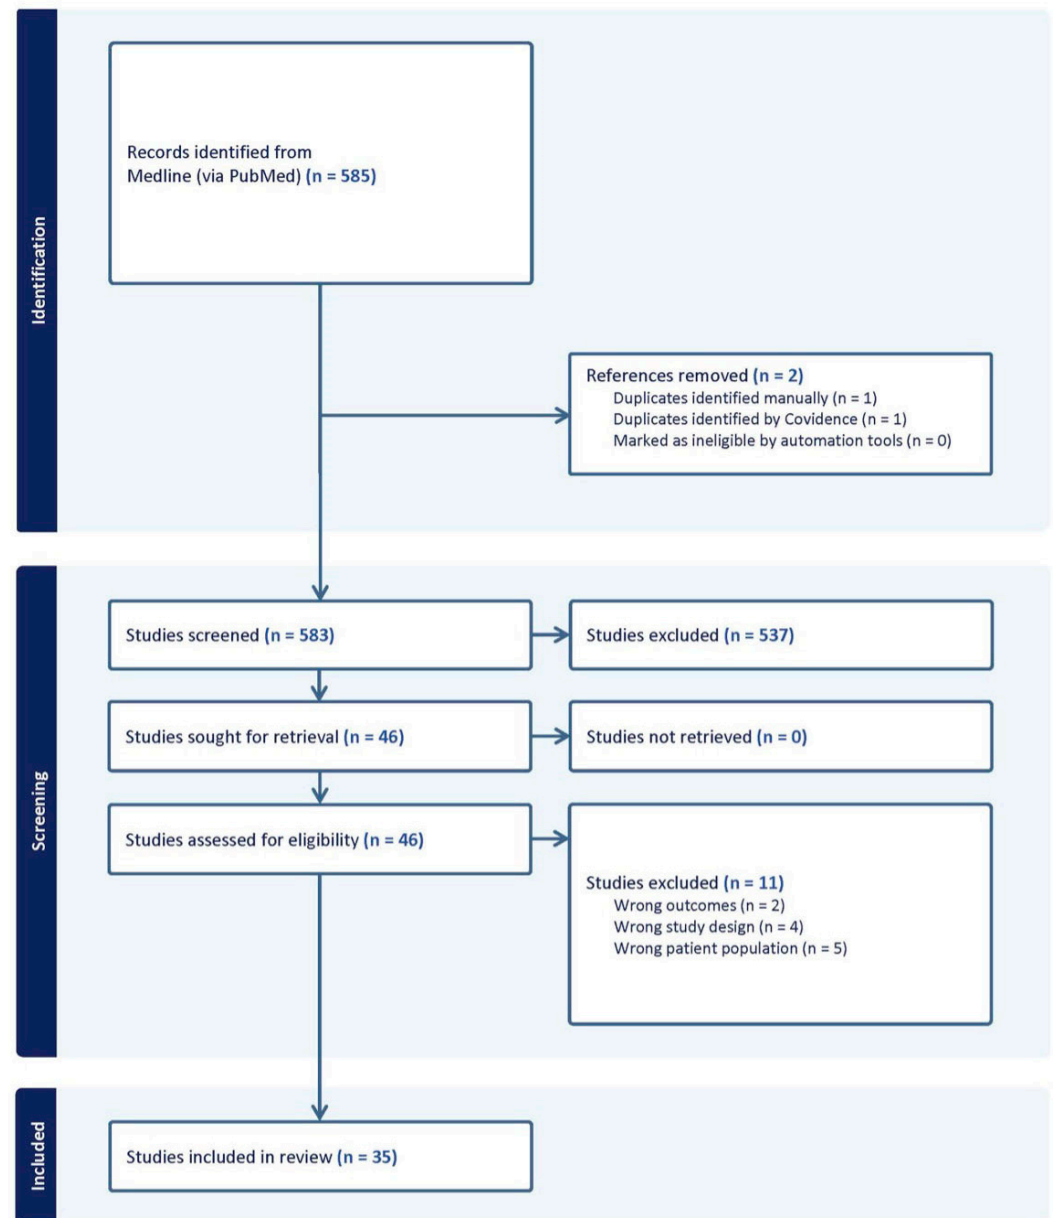 Identification
Records identified from
Medline (via PubMed) (n = 585)
References removed (n = 2)
Duplicates identified manually (n = 1)
Duplicates identified by Covidence (n = 1)
Marked as ineligible by automation tools (n = 0)
Screening
Studies screened (n = 583)
Studies excluded (n = 537)
Studies sought for retrieval (n = 46)
Studies not retrieved (n = 0)
Studies assessed for eligibility (n = 46)
Studies excluded (n = 11)
Wrong outcomes (n = 2)
Wrong study design (n = 4)
Wrong patient population (n = 5)
Included
Studies included in review (n = 35)